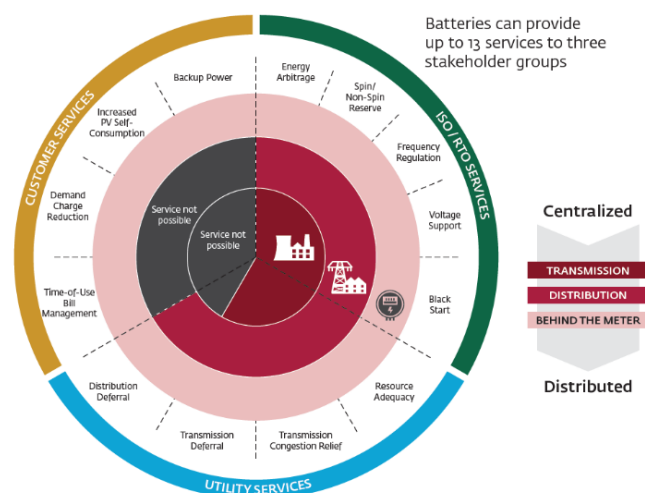 Batteries can provide
up to 13 services to three
stakeholder groups
CUSTOMER SERVICES
ISO / RTO SERVICES
UTILITY SERVICES
Backup Power
Energy
Arbitrage
Spin/
Non-Spin
Reserve
Frequency
Regulation
Voltage
Support
Black
Start
Resource
Adequacy
Transmission
Congestion Relief
Transmission
Deferral
Distribution
Deferral
Time-of-Use
Bill
Management
Demand
Charge
Reduction
Increased
PV Self-
Consumption
Service not
possible
Service not
possible
Centralized
TRANSMISSION
DISTRIBUTION
BEHIND THE METER
Distributed